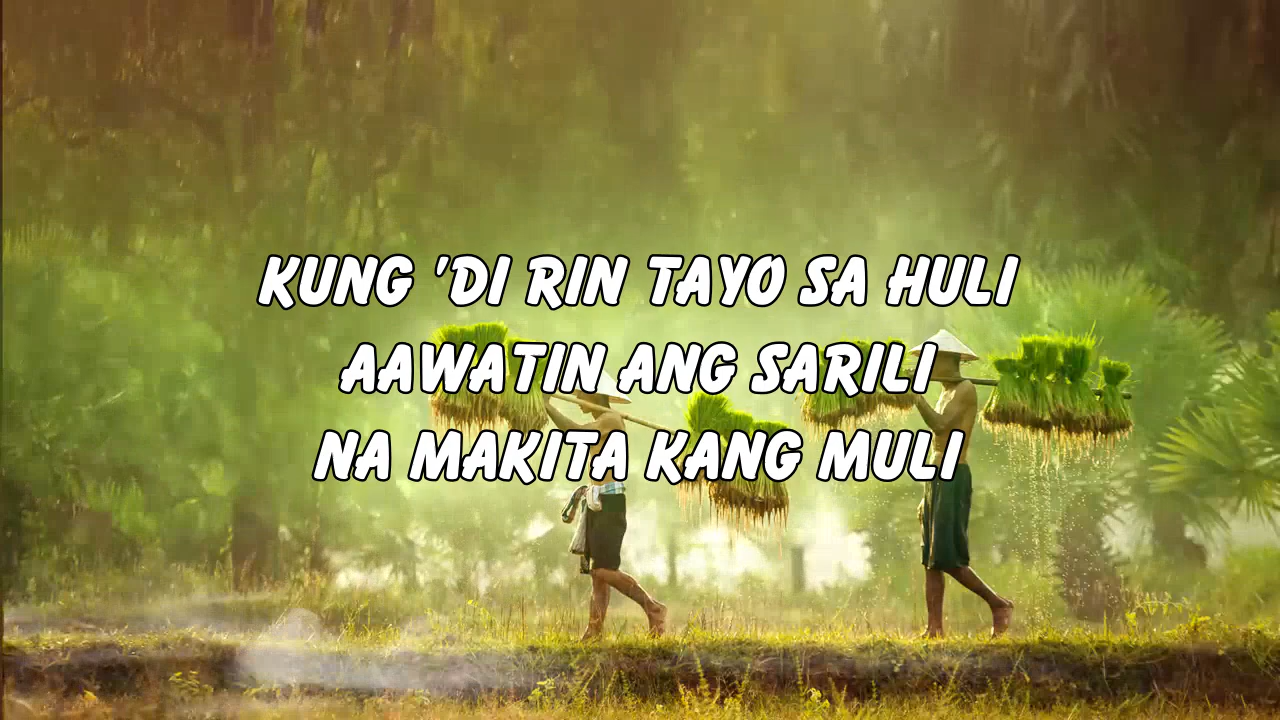 KUNG 'DI RIN TAYO SA HULI
AAWATIN ANG SARILI
NA MAKITA KANG MULI